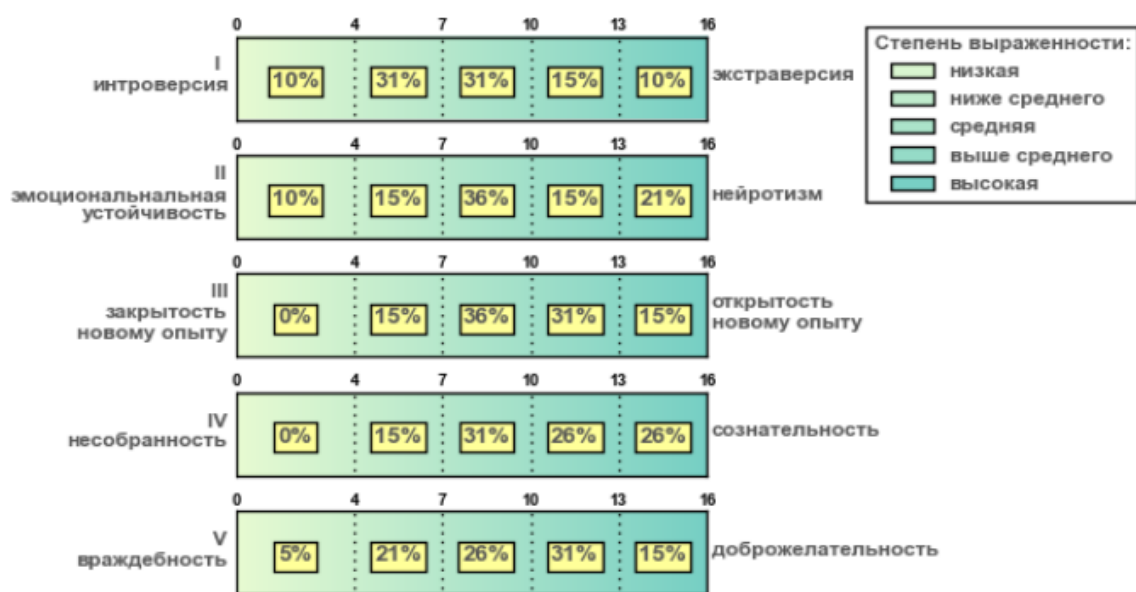 0 4 7 10 13 16
I
интроверсия
10% 31% 31% 15% 10%
экстраверсия
Степень выраженности:
низкая
ниже среднего
средняя
выше среднего
высокая
0 4 7 10 13 16
II
эмоциональнальная
устойчивость
10% 15% 36% 15% 21%
нейротизм
0 4 7 10 13 16
III
закрытость
новому опыту
0% 15% 36% 31% 15%
открытость
новому опыту
0 4 7 10 13 16
IV
несобранность
0% 15% 31% 26% 26%
сознательность
0 4 7 10 13 16
V
враждебность
5% 21% 26% 31% 15%
доброжелательность